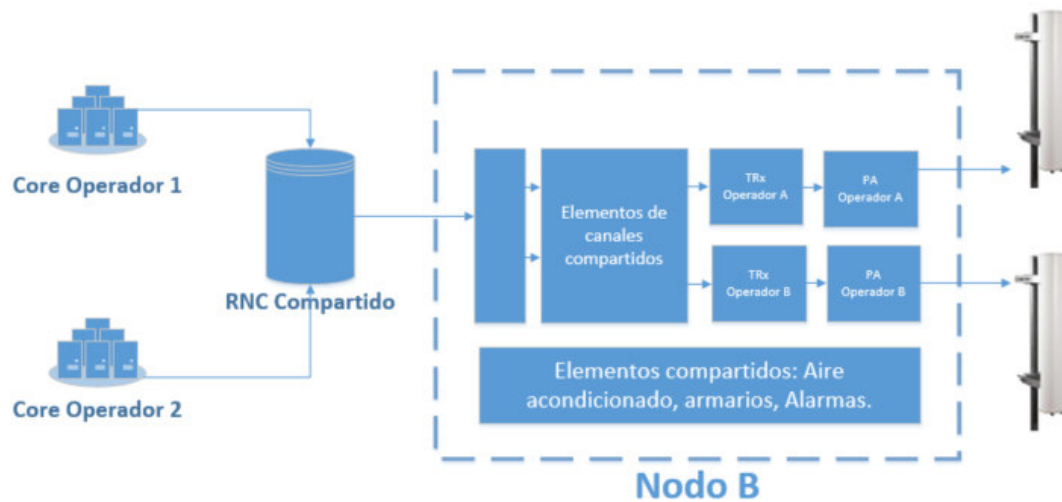 Core Operador 1
RNC Compartido
Core Operador 2
Elementos de
canales
compartidos
TRx
Operador A
PA
Operador A
TRx
Operador B
PA
Operador B
Elementos compartidos: Aire
acondicionado, armarios, Alarmas.
Nodo B